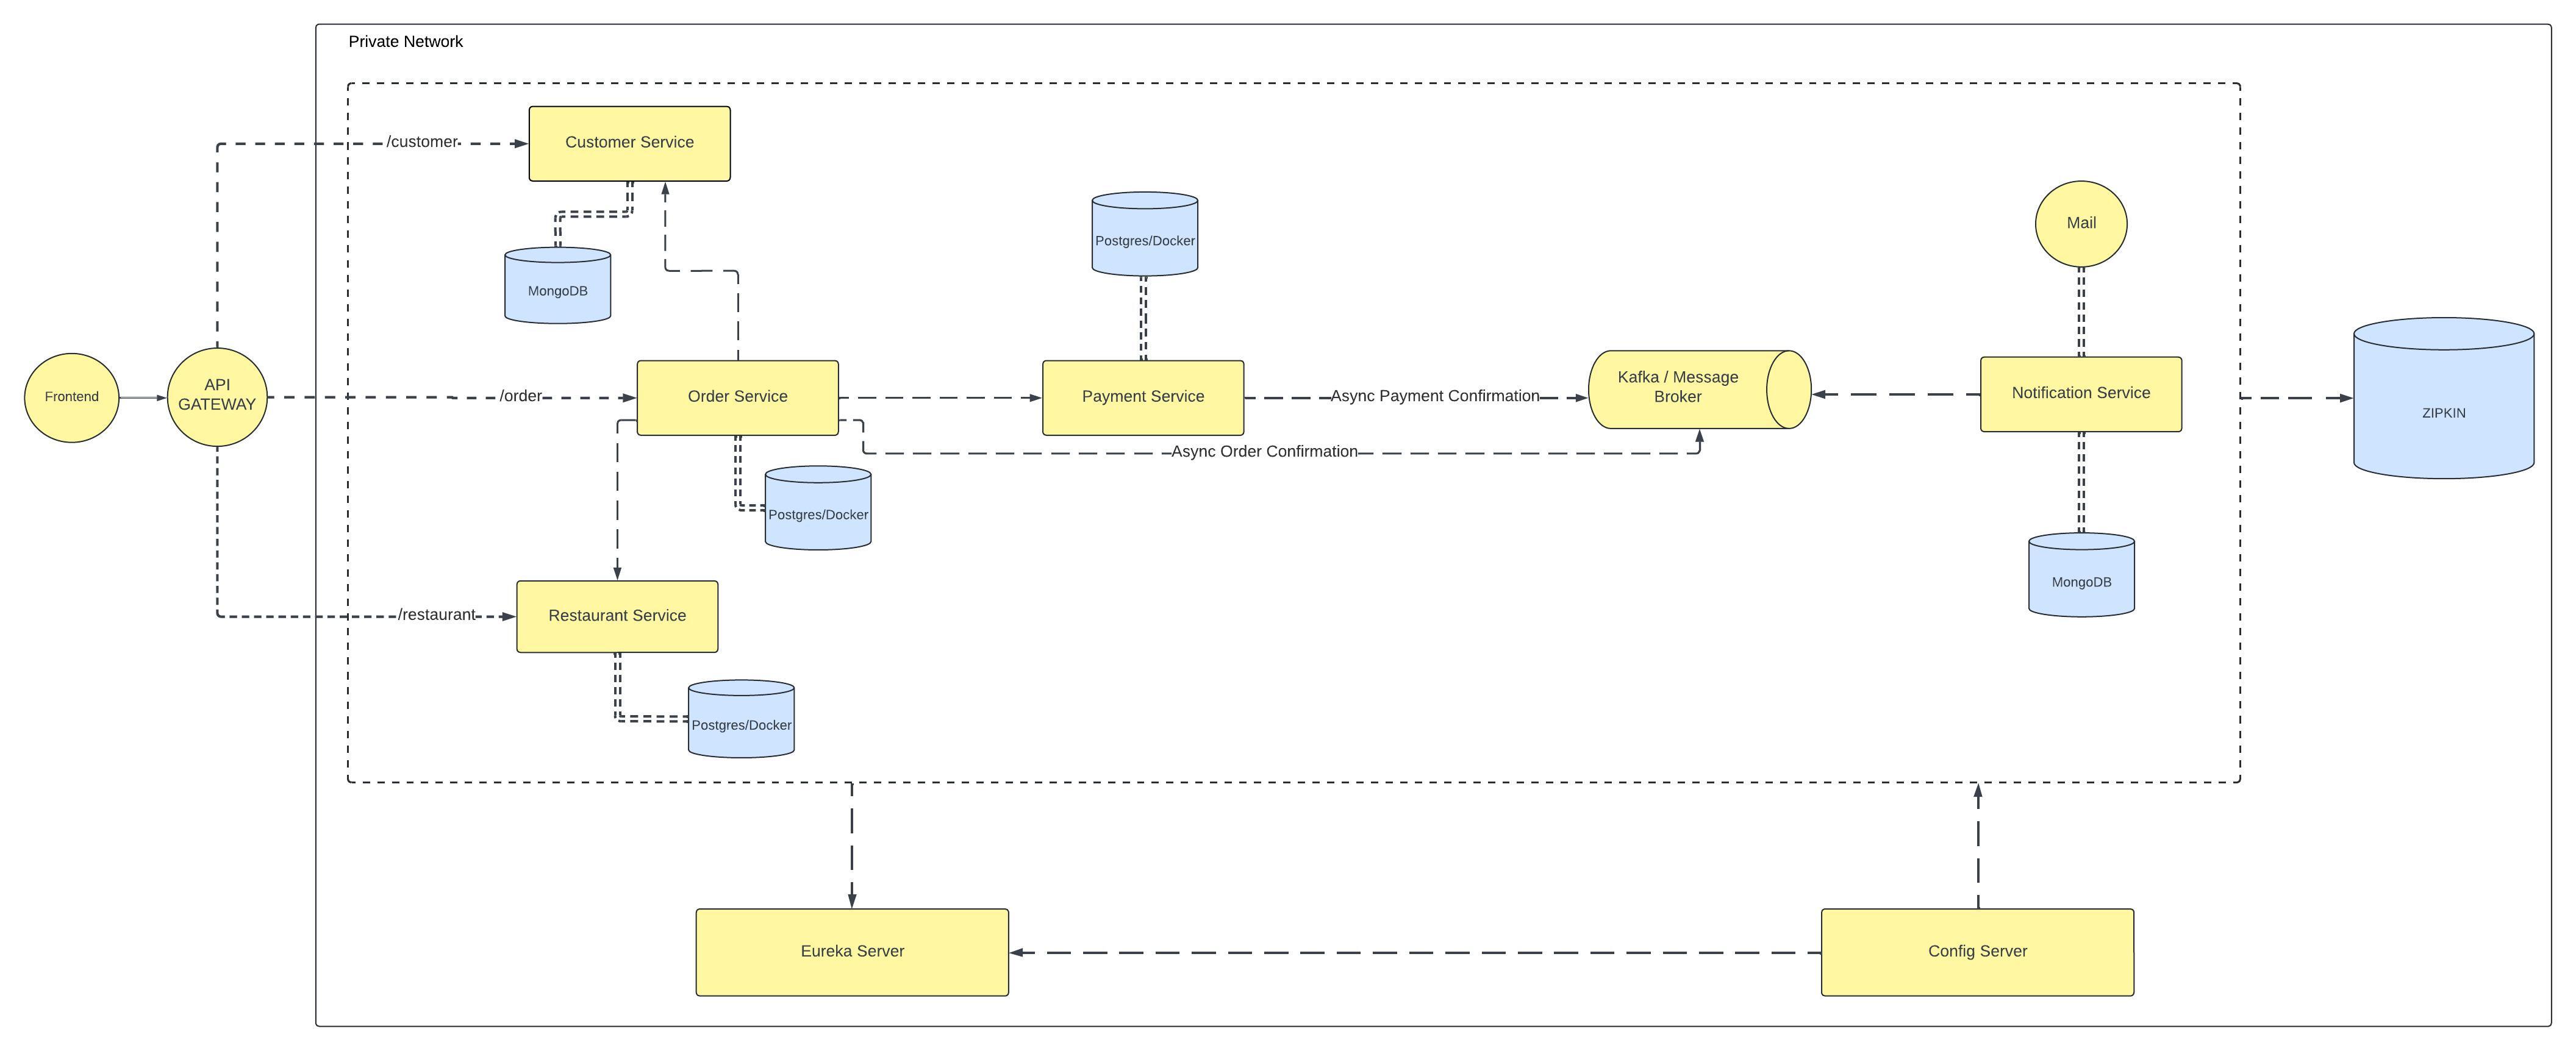 Private Network
/customer
Customer Service
MongoDB
Postgres/Docker
Mail
Frontend
API
GATEWAY
/order
Order Service
Payment Service
Async Payment Confirmation
Kafka / Message
Broker
Notification Service
ZIPKIN
Async Order Confirmation
Postgres/Docker
MongoDB
/restaurant
Restaurant Service
Postgres/Docker
Eureka Server
Config Server